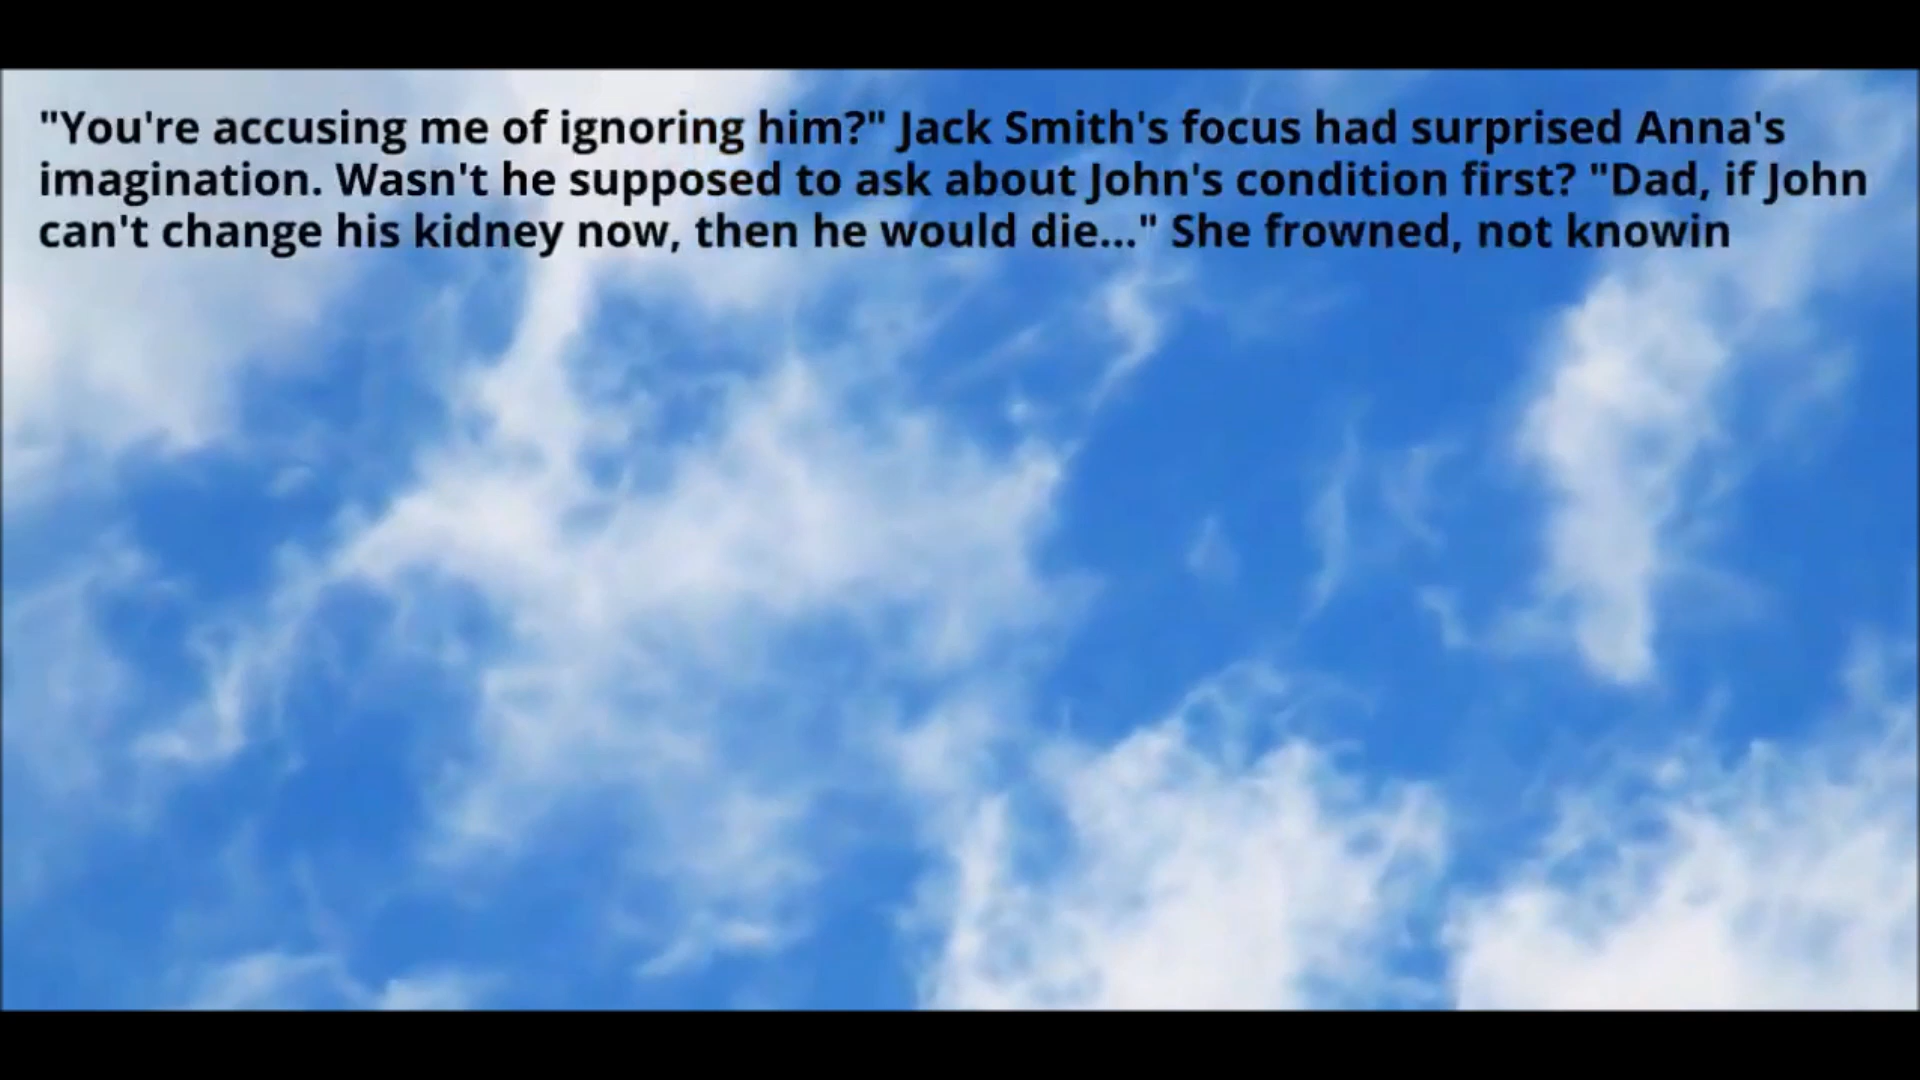 "You're accusing me of ignoring him?" Jack Smith's focus had surprised Anna's
imagination. Wasn't he supposed to ask about John's condition first? "Dad, if John
can't change his kidney now, then he would die..." She frowned, not knowin